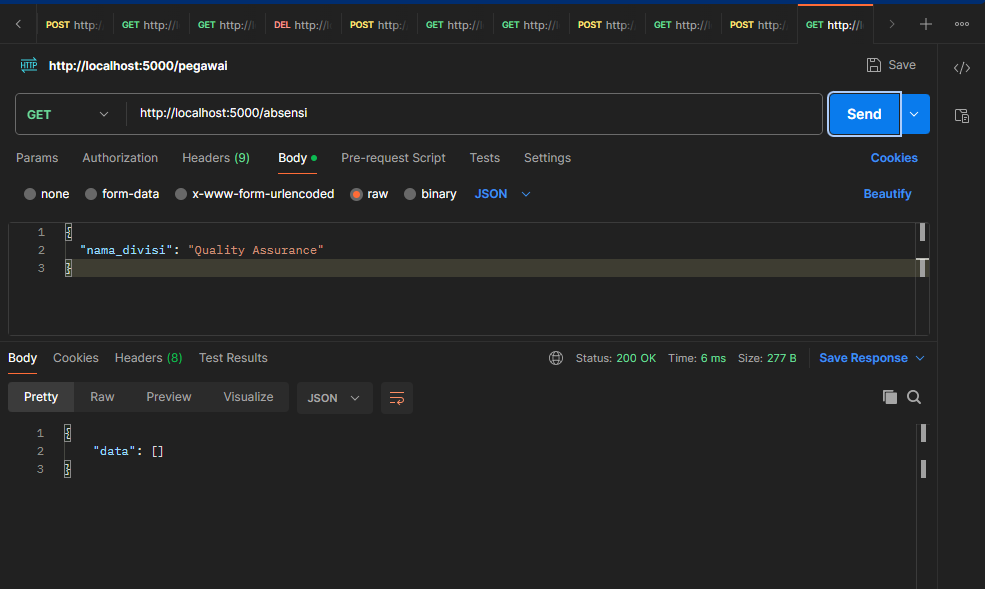 POST http:/ GET http://l GET http://l DEL http://l POST http:/ GET http://l GET http://l POST http:/ GET http://l POST http:/ GET http://l
HTTP http://localhost:5000/pegawai Save
GET http://localhost:5000/absensi Send
Params Authorization Headers (9) Body Pre-request Script Tests Settings Cookies
none form-data x-www-form-urlencoded raw binary JSON Beautify
1 {
2 "nama_divisi": "Quality Assurance"
3 }
Body Cookies Headers (8) Test Results Status: 200 OK Time: 6 ms Size: 277 B Save Response
Pretty Raw Preview Visualize JSON
1 {
2 "data": []
3 }